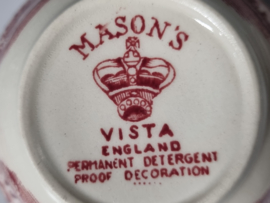 MASON'S
VISTA
ENGLAND
PERMANENT DETERGENT
PROOF DECORATION